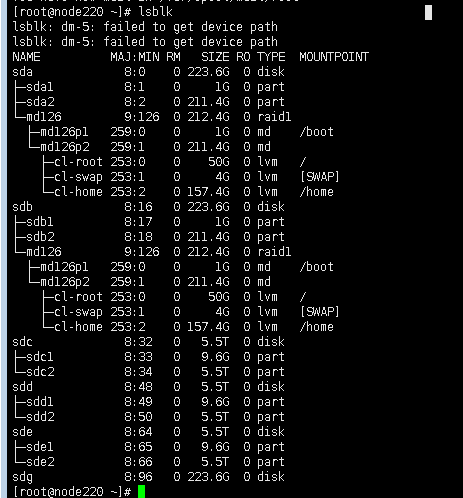 [root@node220 ~]# lsblk
lsblk: dm-5: failed to get device path
lsblk: dm-5: failed to get device path
NAME            MAJ:MIN RM   SIZE RO TYPE  MOUNTPOINT
sda               8:0    0 223.6G  0 disk
├─sda1            8:1    0     1G  0 part
├─sda2            8:2    0 211.4G  0 part
└─md126           9:126  0 212.4G  0 raid1
  ├─md126p1     259:0    0     1G  0 md    /boot
  └─md126p2     259:1    0 211.4G  0 md
    ├─cl-root   253:0    0    50G  0 lvm   /
    ├─cl-swap   253:1    0     4G  0 lvm   [SWAP]
    └─cl-home   253:2    0 157.4G  0 lvm   /home
sdb               8:16   0 223.6G  0 disk
├─sdb1            8:17   0     1G  0 part
├─sdb2            8:18   0 211.4G  0 part
└─md126           9:126  0 212.4G  0 raid1
  ├─md126p1     259:0    0     1G  0 md    /boot
  └─md126p2     259:1    0 211.4G  0 md
    ├─cl-root   253:0    0    50G  0 lvm   /
    ├─cl-swap   253:1    0     4G  0 lvm   [SWAP]
    └─cl-home   253:2    0 157.4G  0 lvm   /home
sdc               8:32   0   5.5T  0 disk
├─sdc1            8:33   0   9.6G  0 part
└─sdc2            8:34   0   5.5T  0 part
sdd               8:48   0   5.5T  0 disk
├─sdd1            8:49   0   9.6G  0 part
└─sdd2            8:50   0   5.5T  0 part
sde               8:64   0   5.5T  0 disk
├─sde1            8:65   0   9.6G  0 part
└─sde2            8:66   0   5.5T  0 part
sdg               8:96   0 223.6G  0 disk
[root@node220 ~]#